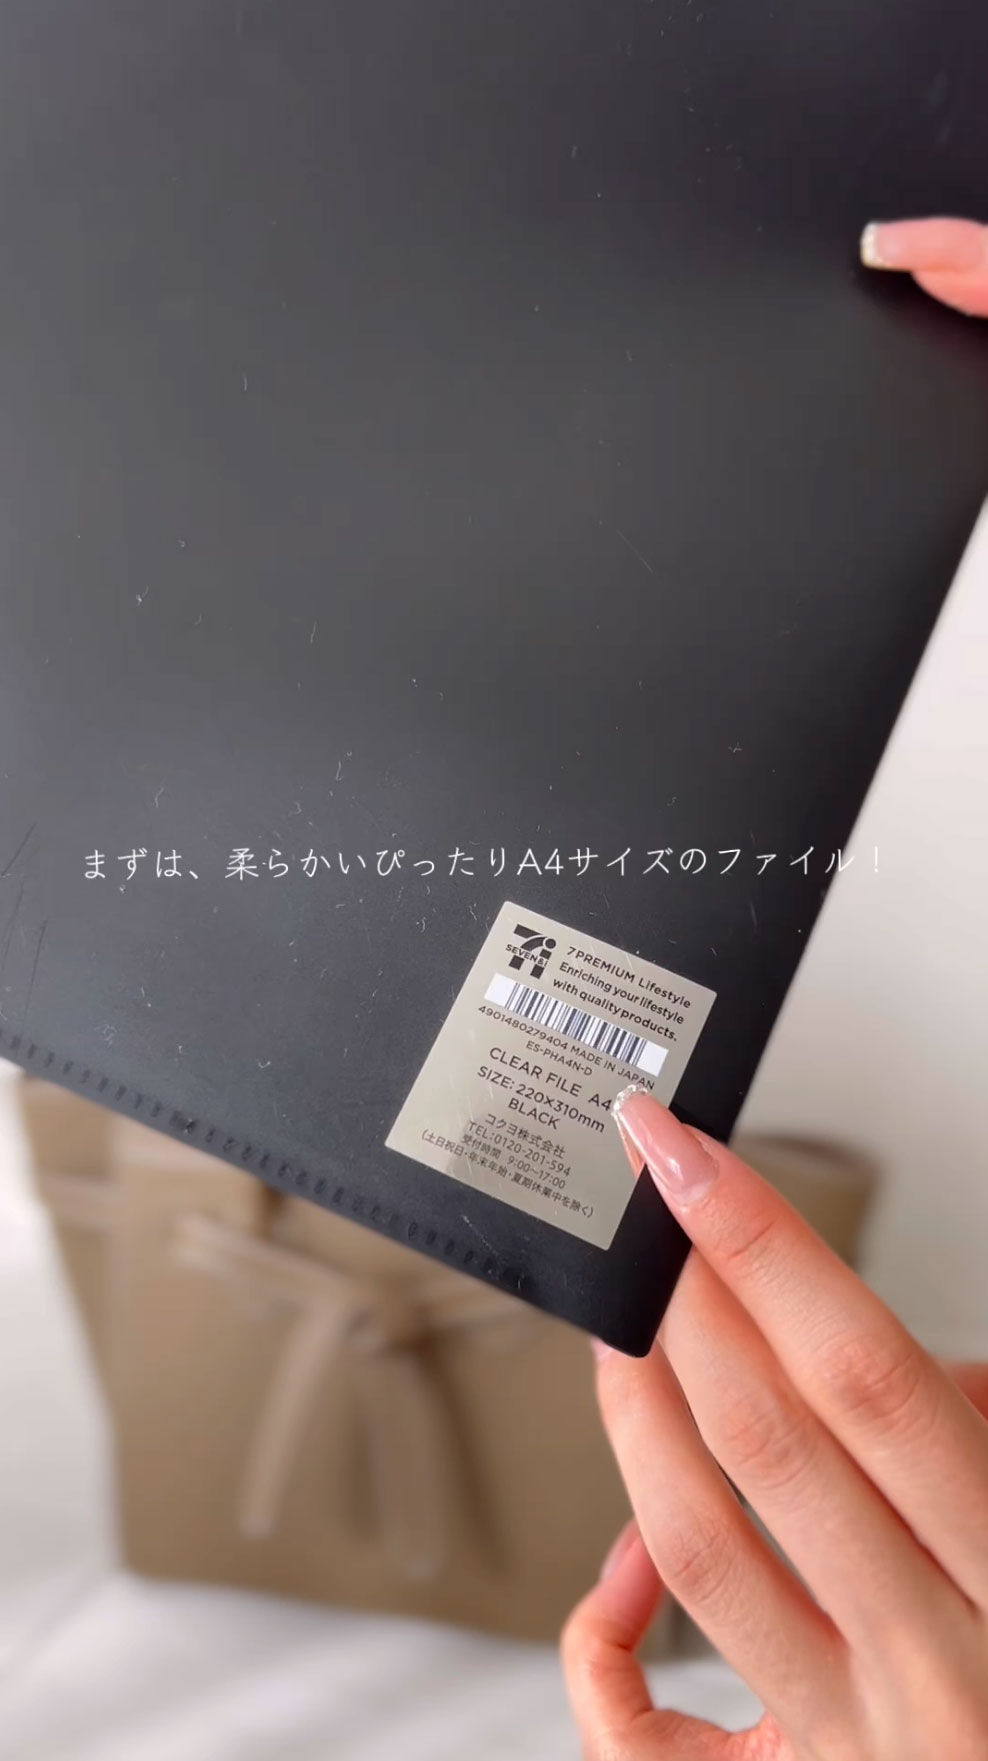 まずは、柔らかいぴったりA4サイズのファイル！
SEVEN&i
7PREMIUM Lifestyle
Enriching your lifestyle
with quality products.
4901480279404 MADE IN JAPAN
ES-PHA4N-D
CLEAR FILE A4
SIZE: 220×310mm
BLACK
コクヨ株式会社
TEL:0120-201-594
受付時間 9:00～17:00
(土日祝日・年末年始・夏期休業中を除く)